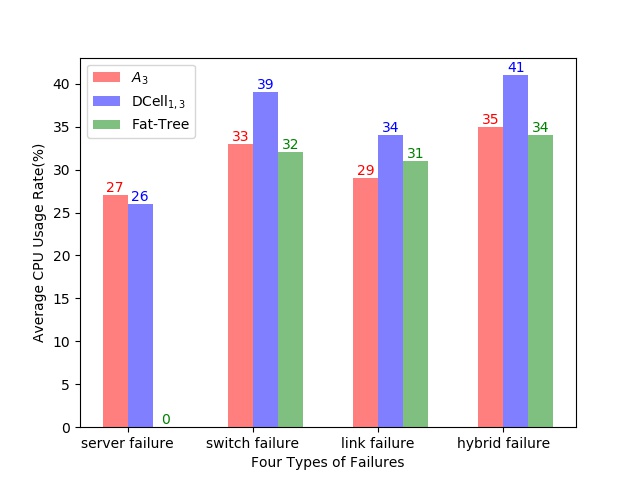 A3
DCell1,3
Fat-Tree
40
35
30
25
20
15
10
5
0
Average CPU Usage Rate(%)
27
26
0
33
39
32
29
34
31
35
41
34
server failure
switch failure
link failure
hybrid failure
Four Types of Failures